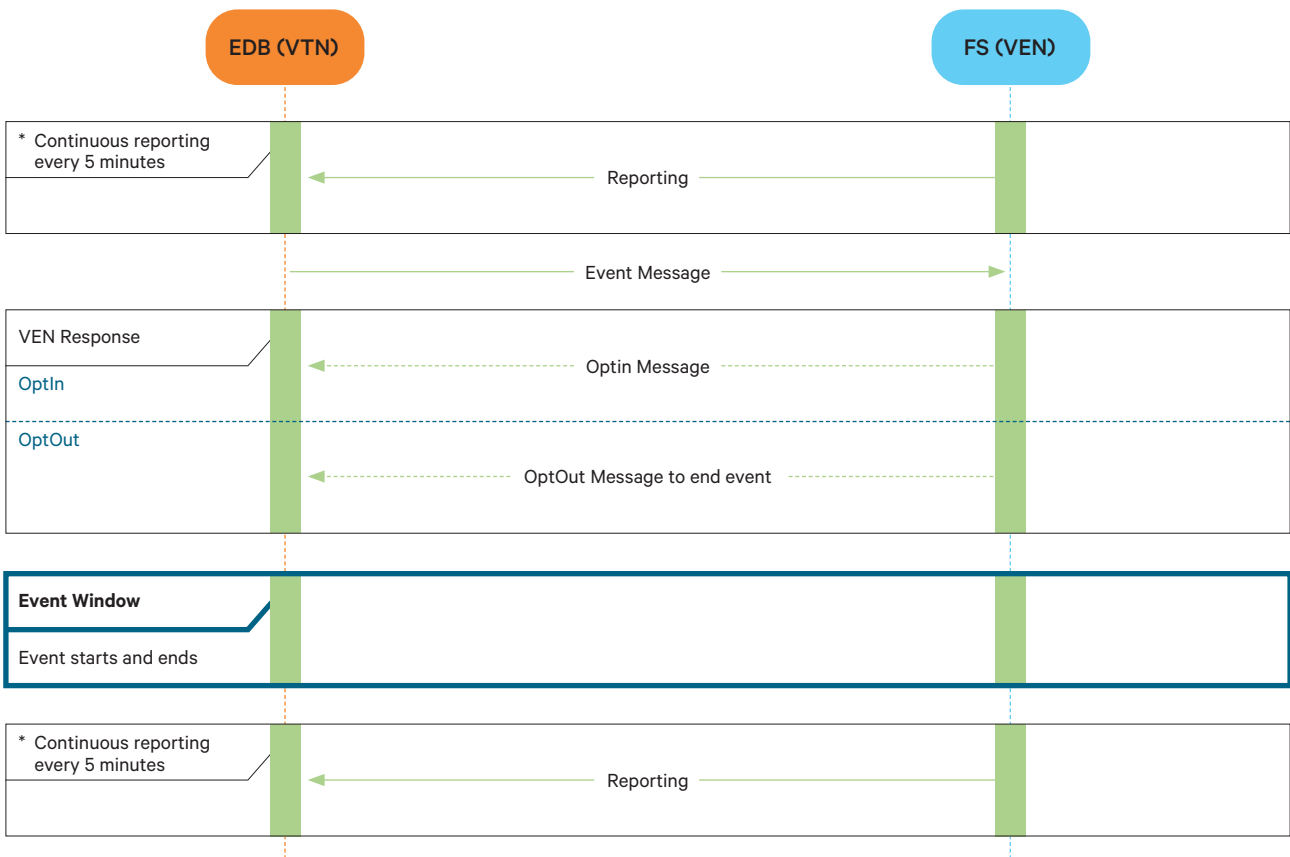 EDB (VTN)
FS (VEN)
* Continuous reporting
every 5 minutes
Reporting
Event Message
VEN Response
Optin Message
OptIn
OptOut
OptOut Message to end event
Event Window
Event starts and ends
* Continuous reporting
every 5 minutes
Reporting